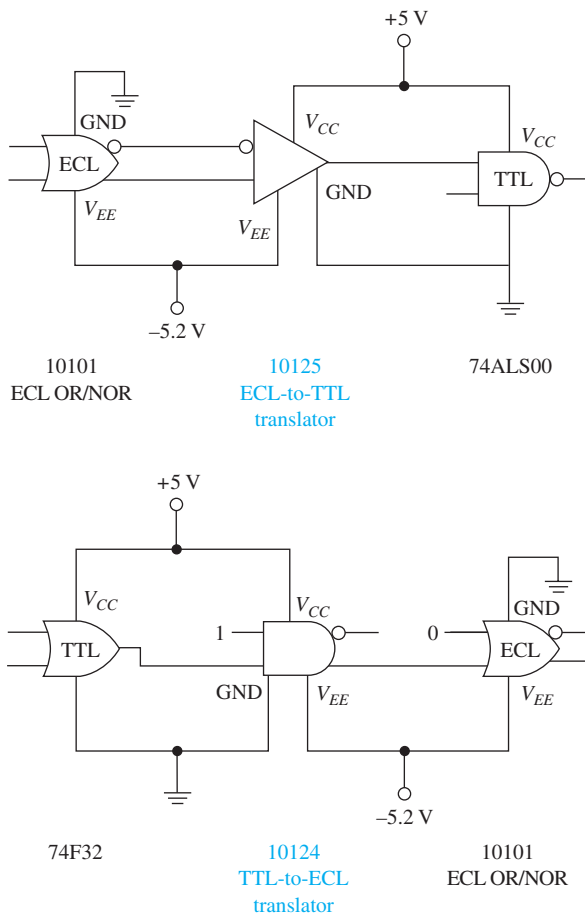 +5 V
GND
V_CC
V_CC
ECL
TTL
GND
V_EE
V_EE
–5.2 V
10101
ECL OR/NOR
10125
ECL-to-TTL
translator
74ALS00
+5 V
V_CC
V_CC
GND
TTL
1
0
ECL
GND
V_EE
V_EE
–5.2 V
74F32
10124
TTL-to-ECL
translator
10101
ECL OR/NOR